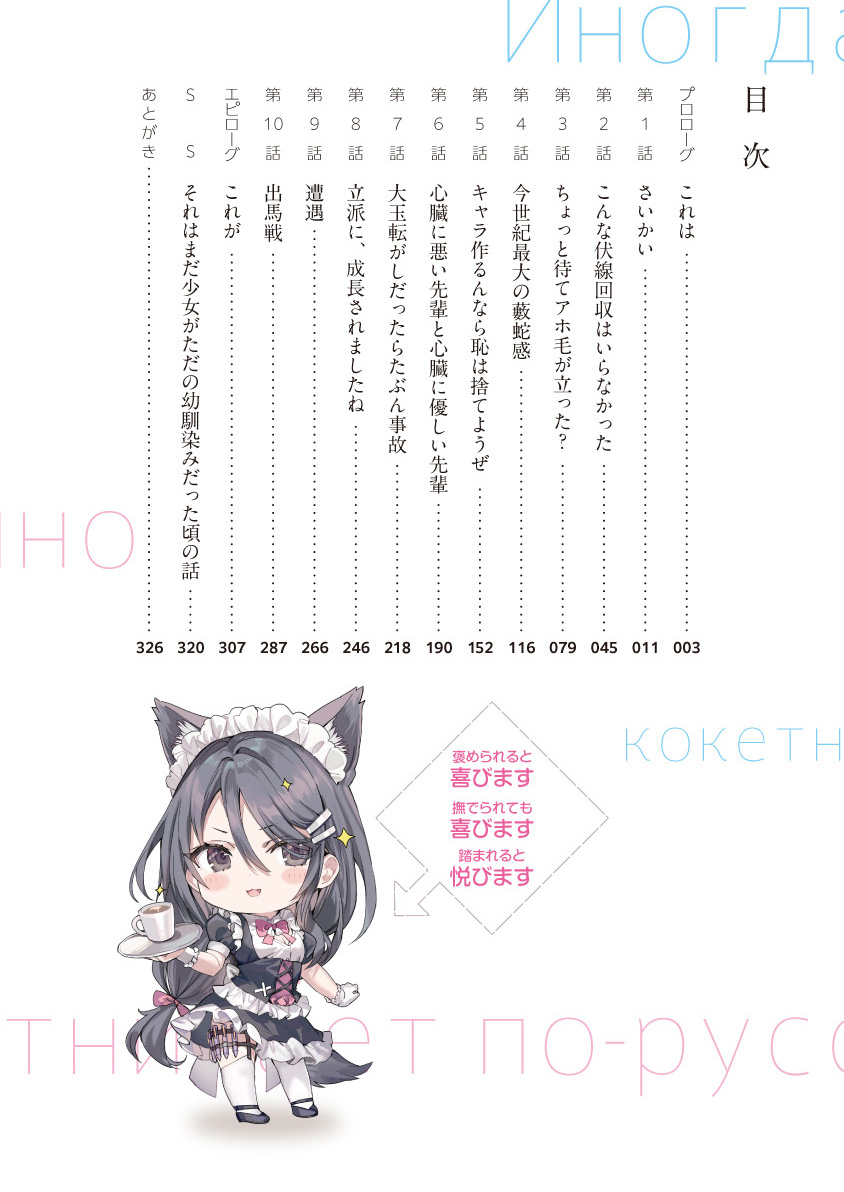 Иногда
目次
プロローグ これは 003
第1話 さいかい 011
第2話 こんな伏線回収はいらなかった 045
第3話 ちょっと待てアホ毛が立った? 079
第4話 今世紀最大の藪蛇感 116
第5話 キャラ作るんなら恥は捨てようぜ 152
第6話 心臓に悪い先輩と心臓に優しい先輩 190
第7話 大玉転がしだったらたぶん事故 218
第8話 立派に、成長されましたね 246
第9話 遭遇 266
第10話 出馬戦 287
エピローグ これが 307
SS それはまだ少女がただの幼馴染みだった頃の話 320
あとがき 326
но
кокетн
褒められると
喜びます
撫でられても
喜びます
踏まれると
悦びます
тни ет по-русс